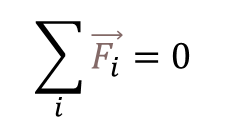 ∑ᵢ F⃗ᵢ = 0